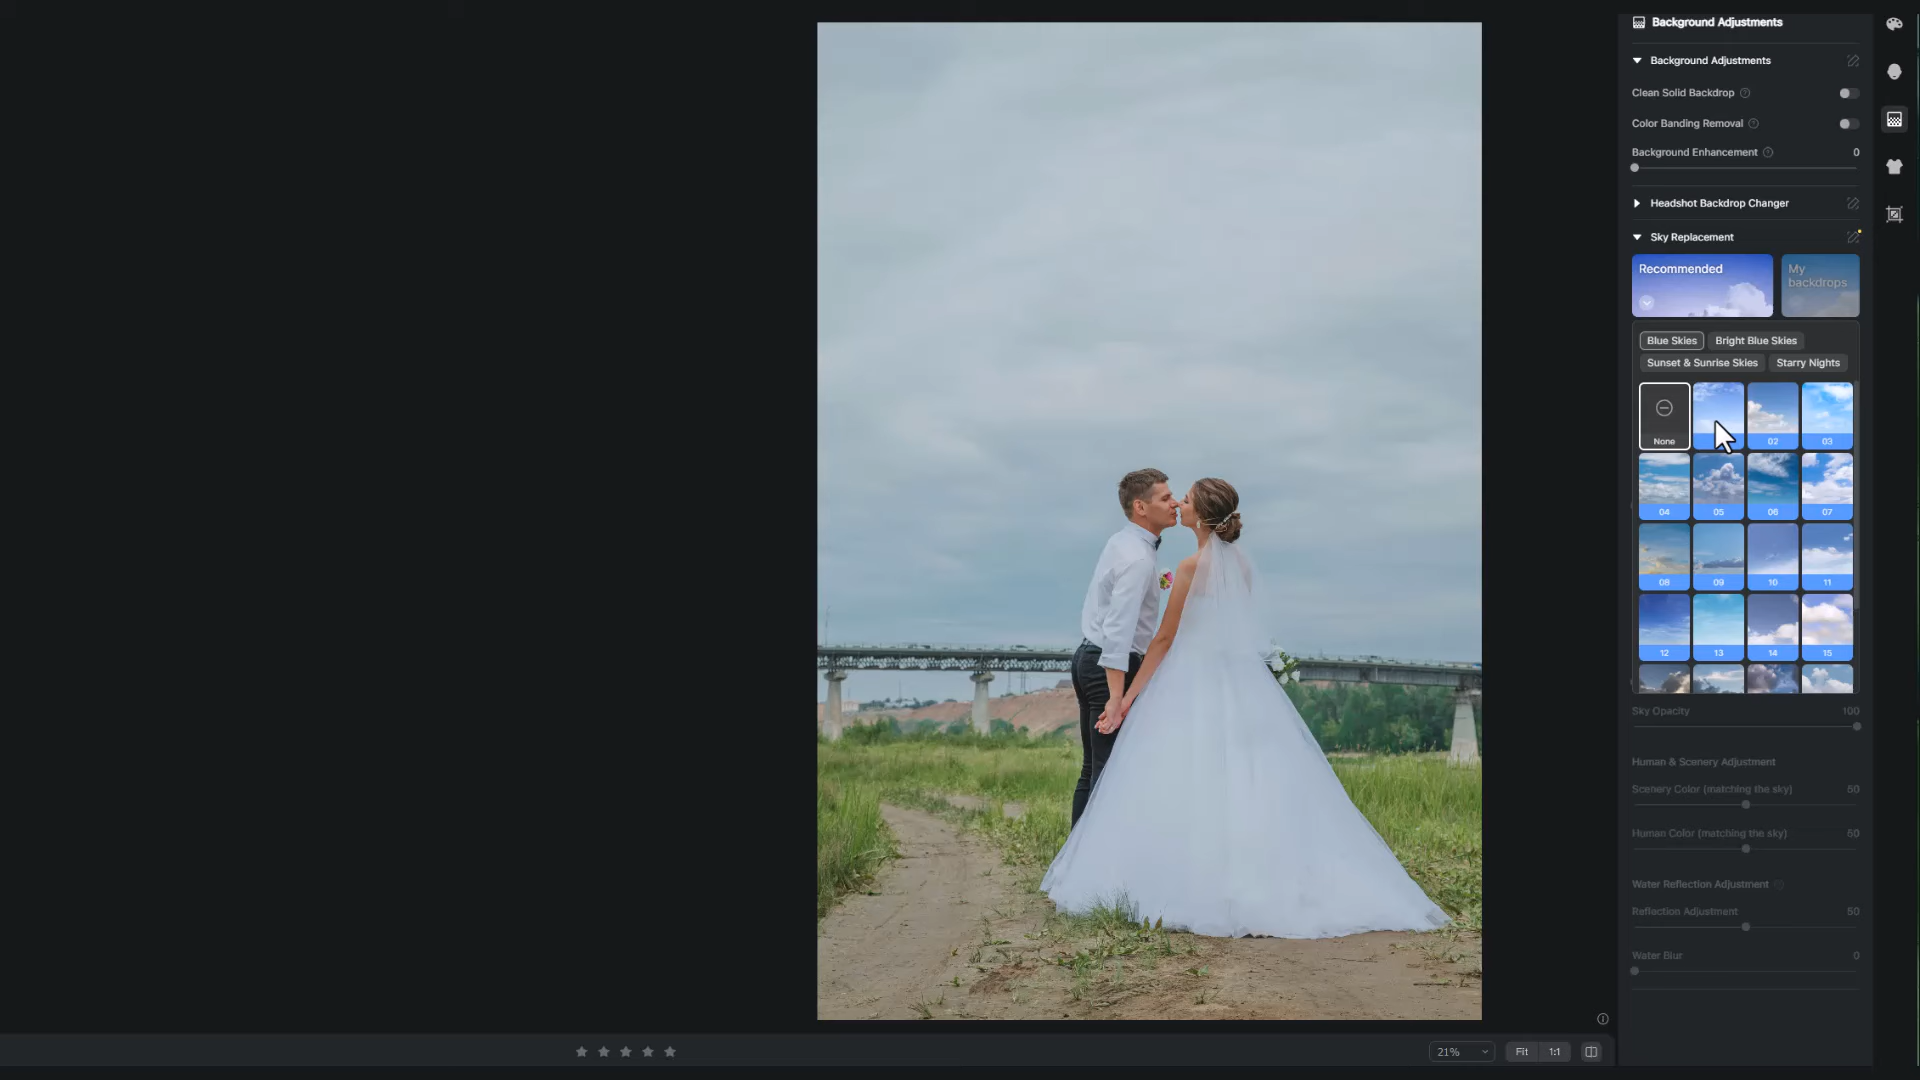 Background Adjustments
Background Adjustments
Clean Solid Backdrop
Color Banding Removal
Background Enhancement 0
Headshot Backdrop Changer
Sky Replacement
Recommended
My
backdrops
Blue Skies Bright Blue Skies
Sunset & Sunrise Skies Starry Nights
None 02 03
04 05 06 07
08 09 10 11
12 13 14 15
Sky Opacity 100
Human & Scenery Adjustment
Scenery Color (matching the sky) 50
Human Color (matching the sky) 50
Water Reflection Adjustment
Reflection Adjustment 50
Water Blur 0
21% Fit 1:1